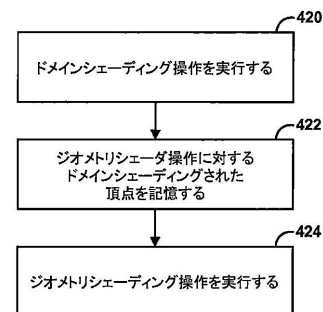 420
ドメインシェーディング操作を実行する
422
ジオメトリシェーダ操作に対する
ドメインシェーディングされた
頂点を記憶する
424
ジオメトリシェーディング操作を実行する